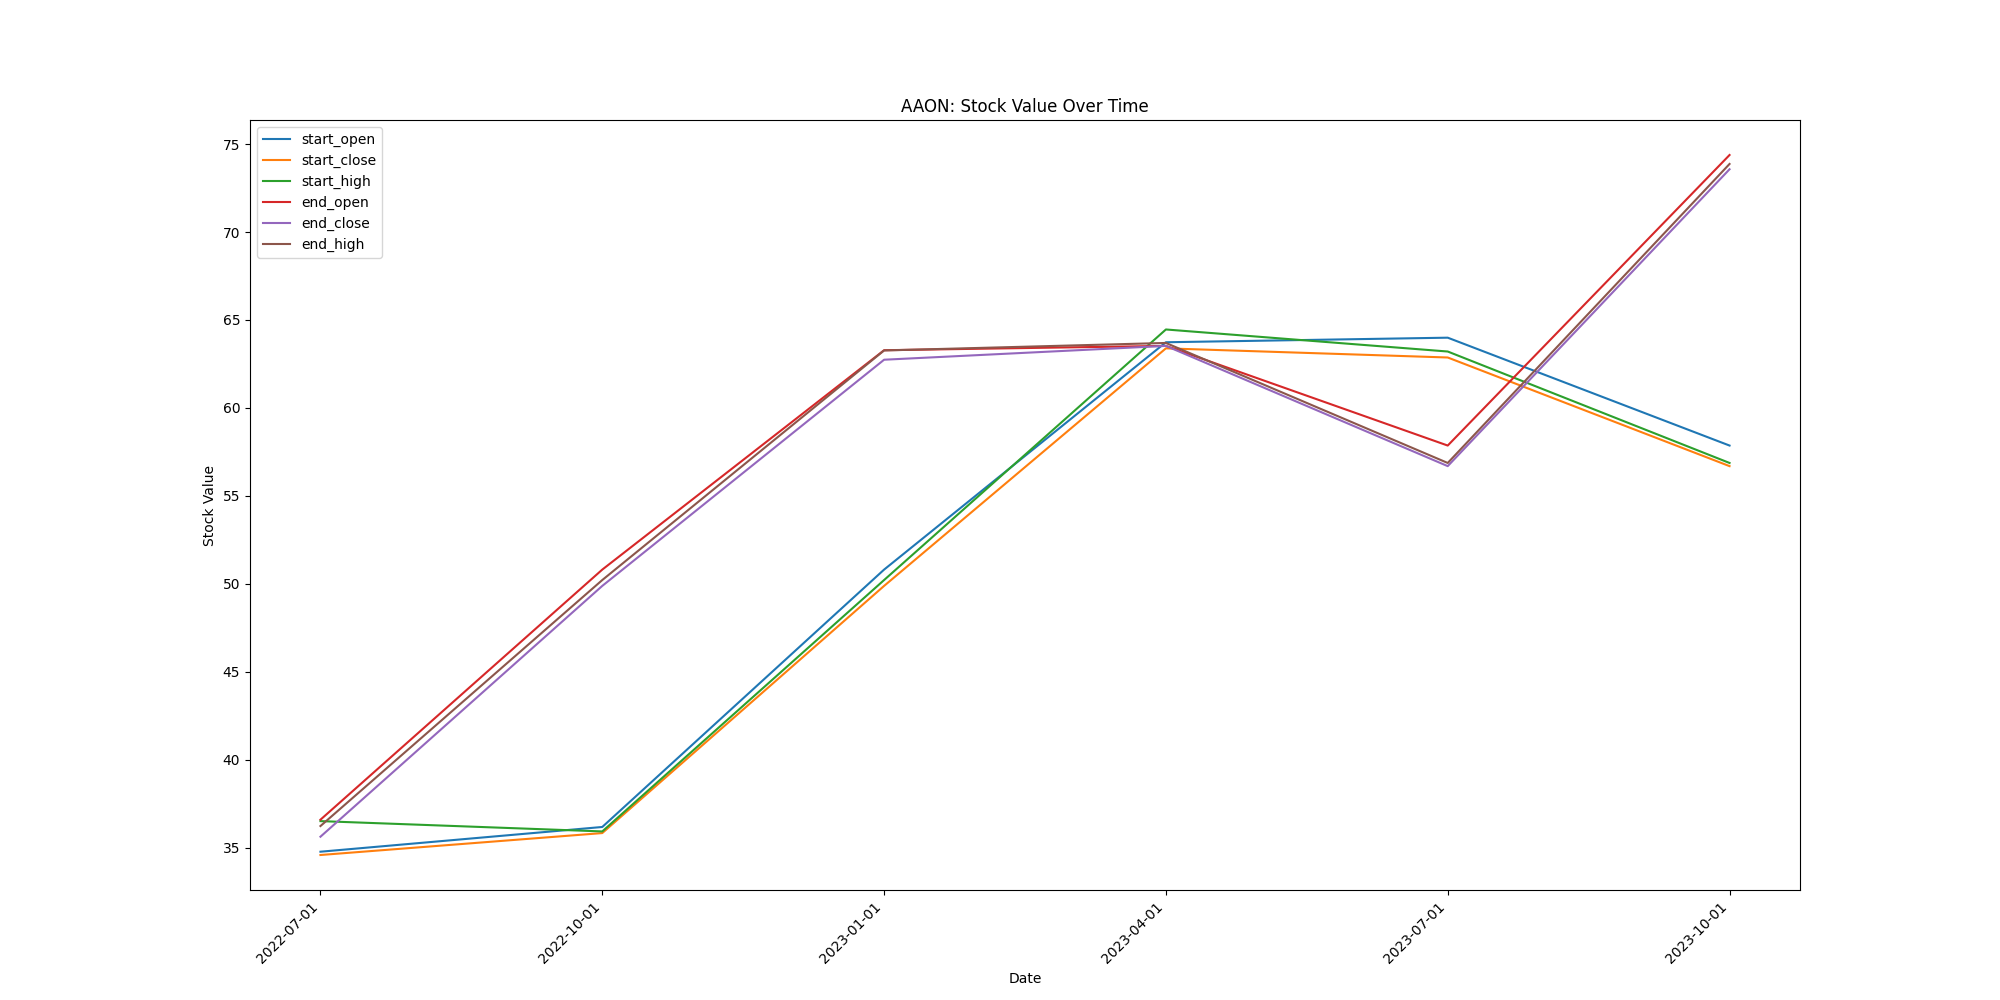 AAON: Stock Value Over Time
start_open
start_close
start_high
end_open
end_close
end_high
75
70
65
60
55
50
45
40
35
Stock Value
2022-07-01
2022-10-01
2023-01-01
2023-04-01
2023-07-01
2023-10-01
Date